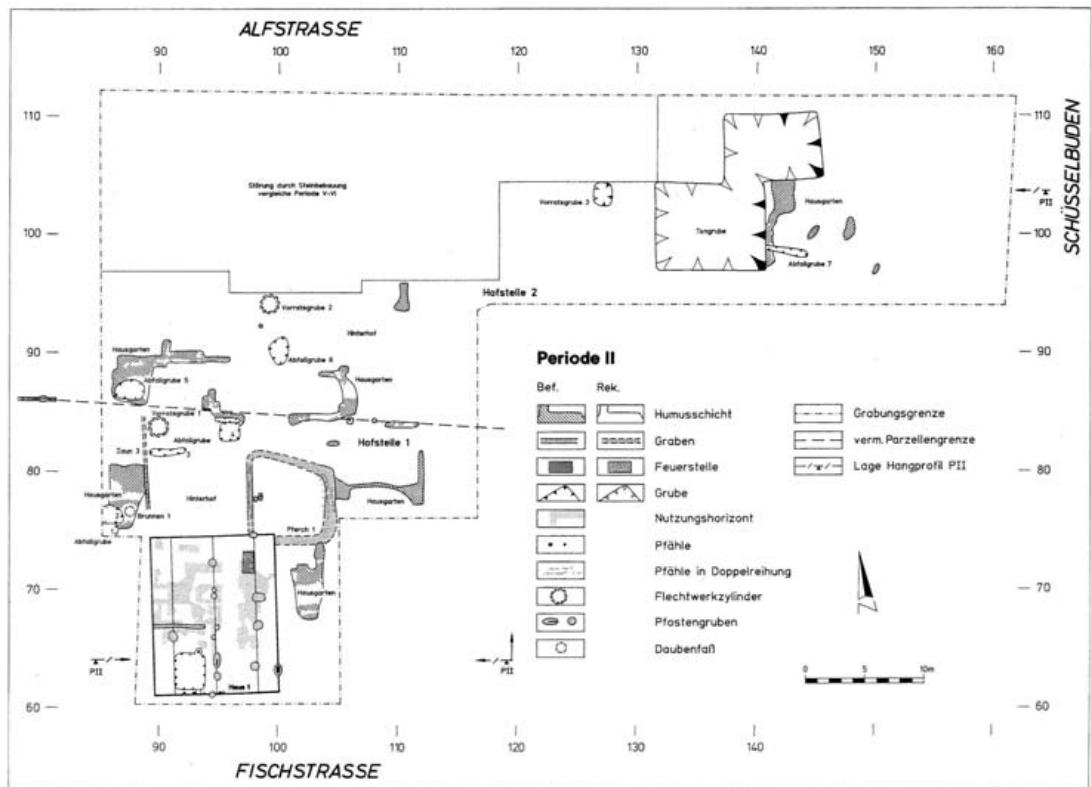 ALFSTRASSE
90 100 110 120 130 140 150 160
110 110
Störung durch Steinbebauung
vergleiche Periode V-VI
Vorratsgrube 3
Hausgarten
PII
SCHÜSSELBUDEN
100 Tongrube 100
Abfallgrube 7
Hofstelle 2
Vorratsgrube 2
Hinterhof
90 Hausgarten 90
Abfallgrube 6
Hausgarten
Abfallgrube 5
Vorratsgrube 1
Abfallgrube
Hofstelle 1
Zaun 3
3
80 80
Hausgarten
Hinterhof
Hausgarten
Brunnen 1
Pferch 1
Abfallgrube
70 70
Hausgarten
PII
PII
Haus 1
60 60
Periode II
Bef. Rek.
Humusschicht
Graben
Feuerstelle
Grube
Nutzungshorizont
Pfähle
Pfähle in Doppelreihung
Flechtwerkzylinder
Pfostengruben
Daubenfaß
Grabungsgrenze
verm. Parzellengrenze
Lage Hangprofil PII
0 5 10m
90 100 110 120 130 140
FISCHSTRASSE